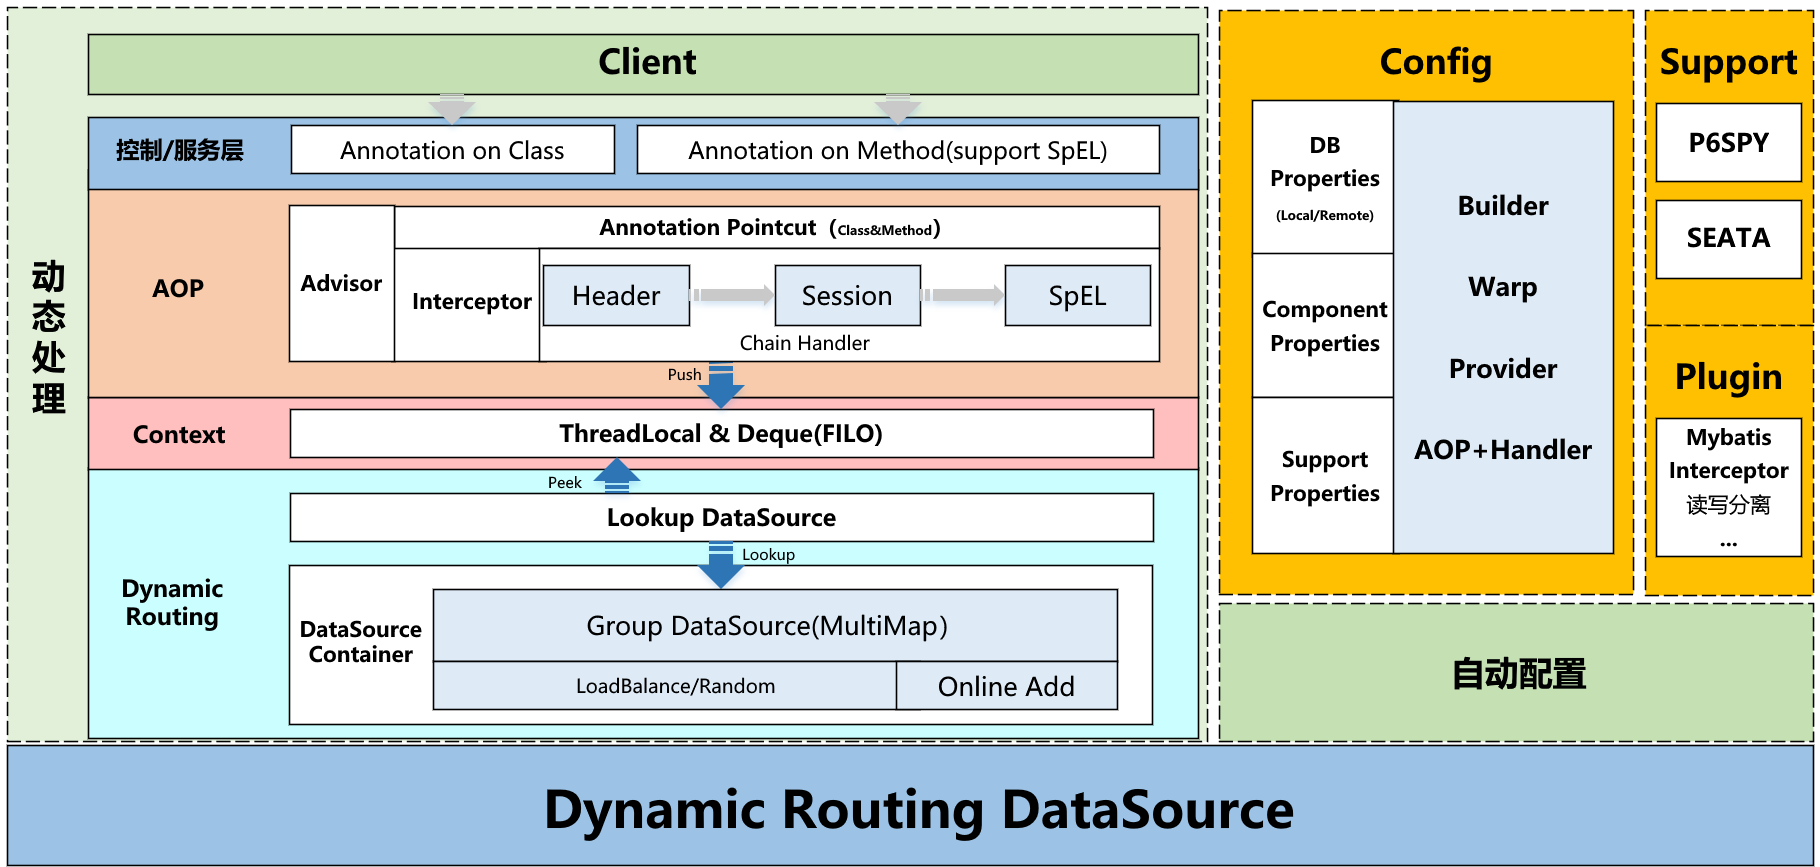 动态处理
Client
控制/服务层
Annotation on Class
Annotation on Method(support SpEL)
AOP
Advisor
Annotation Pointcut（Class&Method）
Interceptor
Header
Session
SpEL
Chain Handler
Push
Context
ThreadLocal & Deque(FILO)
Peek
Dynamic
Routing
Lookup DataSource
Lookup
DataSource
Container
Group DataSource(MultiMap）
LoadBalance/Random
Online Add
Config
DB
Properties
(Local/Remote)
Component
Properties
Support
Properties
Builder
Warp
Provider
AOP+Handler
Support
P6SPY
SEATA
Plugin
Mybatis
Interceptor
读写分离
...
自动配置
Dynamic Routing DataSource